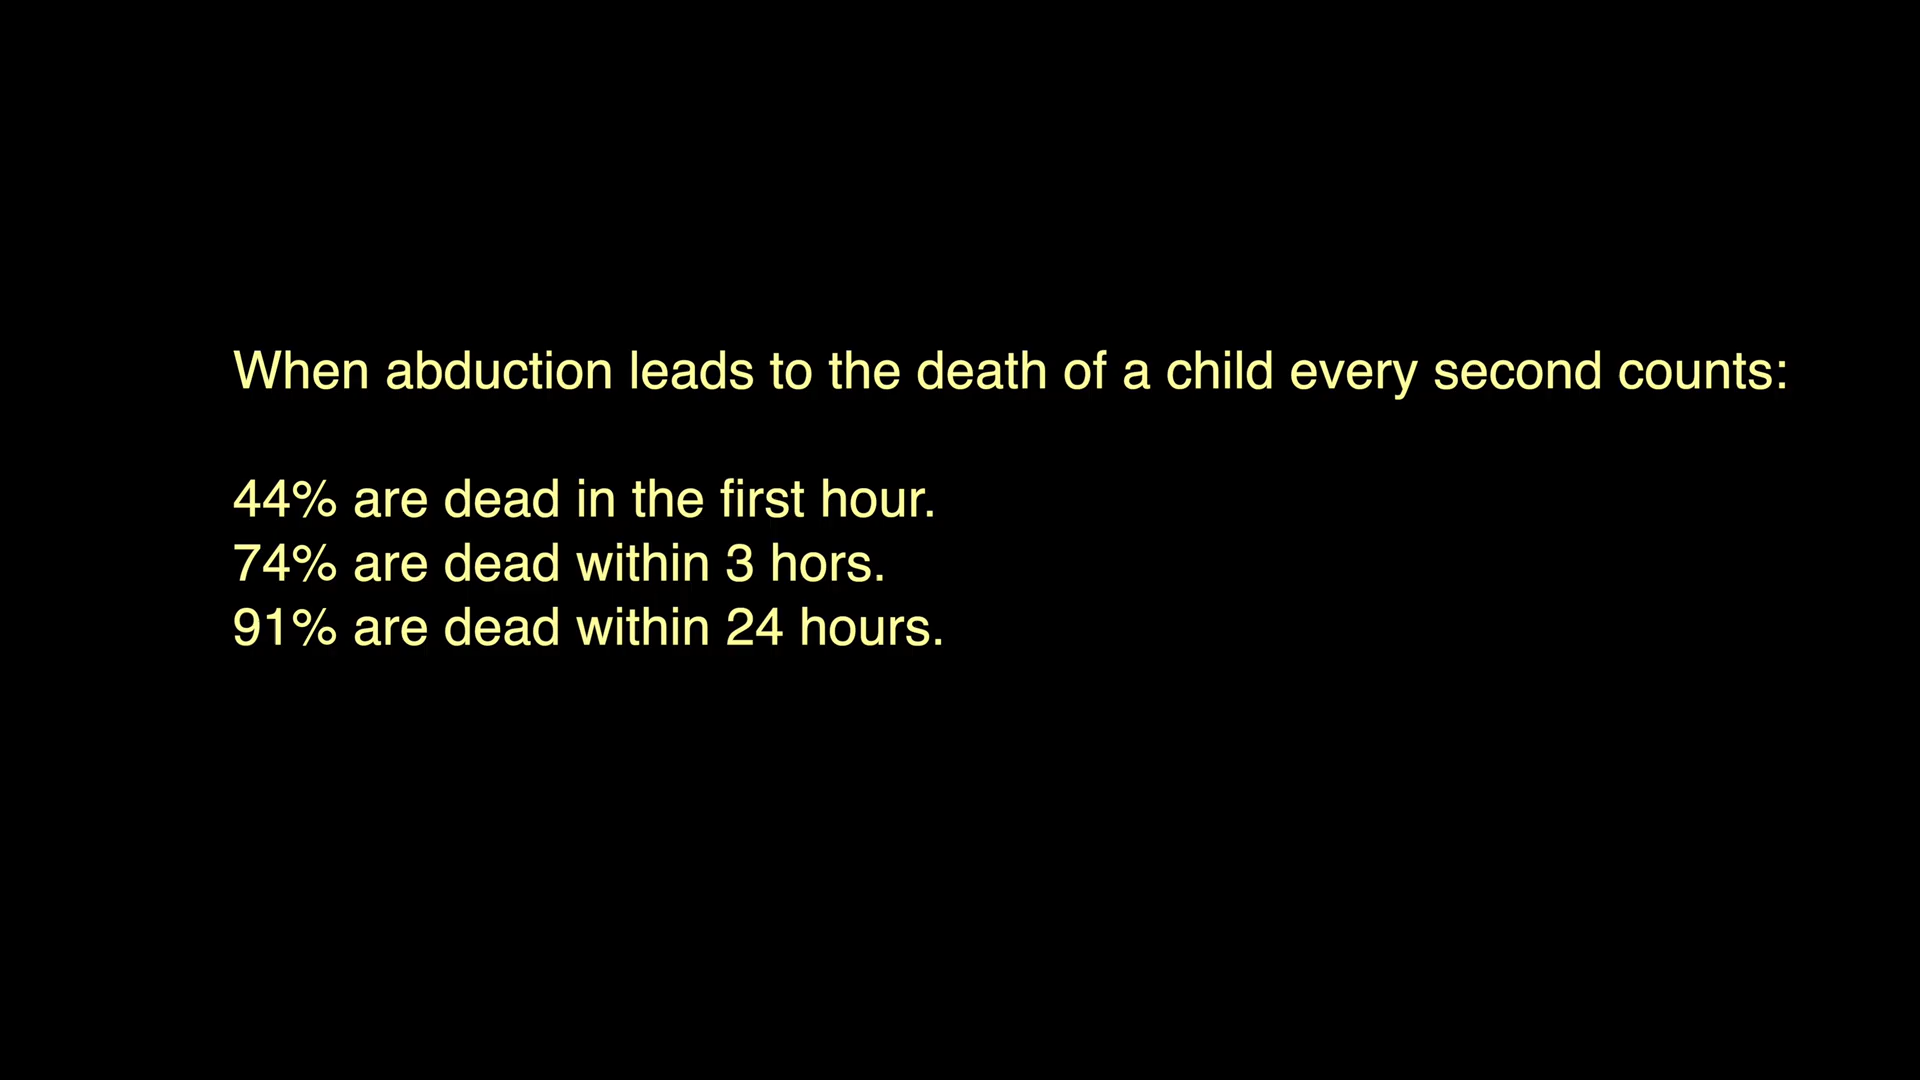 When abduction leads to the death of a child every second counts:
44% are dead in the first hour.
74% are dead within 3 hors.
91% are dead within 24 hours.